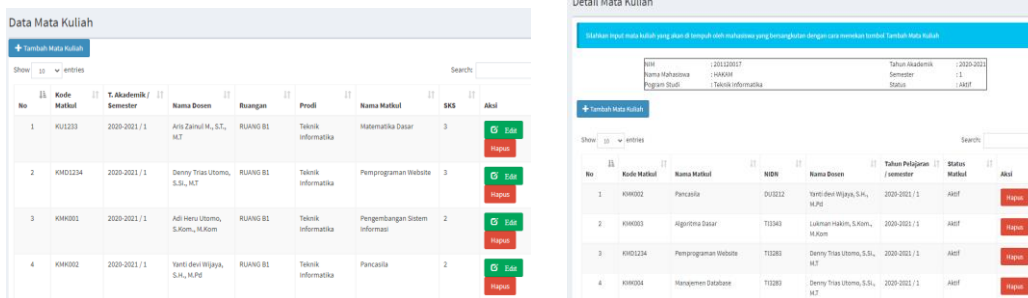 Data Mata Kuliah
+ Tambah Mata Kuliah
Show 10 entries Search:
No Kode Matkul T. Akademik / Semester Nama Dosen Ruangan Prodi Nama Matkul SKS Aksi
1 KU1233 2020-2021 / 1 Aris Zainul M., S.T., M.T RUANG B1 Teknik Informatika Matematika Dasar 3 Edit Hapus
2 KMD1234 2020-2021 / 1 Denny Trias Utomo, S.Si., M.T RUANG B1 Teknik Informatika Pemprograman Website 3 Edit Hapus
3 KMK001 2020-2021 / 1 Adi Heru Utomo, S.Kom., M.Kom RUANG B1 Teknik Informatika Pengembangan Sistem Informasi 2 Edit Hapus
4 KMK002 2020-2021 / 1 Yanti devi Wijaya, S.H., M.Pd RUANG B1 Teknik Informatika Pancasila 2 Edit Hapus
Detail Mata Kuliah
Silahkan input mata kuliah yang akan di tempuh oleh mahasiswa yang bersangkutan dengan cara menekan tombol Tambah Mata Kuliah
NIM : 201120017 Tahun Akademik : 2020-2021
Nama Mahasiswa : HAKAM Semester : 1
Pogram Studi : Teknik Informatika Status : Aktif
+ Tambah Mata Kuliah
Show 10 entries Search:
No Kode Matkul Nama Matkul NIDN Nama Dosen Tahun Pelajaran / semester Status Matkul Aksi
1 KMK002 Pancasila DU3212 Yanti devi Wijaya, S.H., M.Pd 2020-2021 / 1 Aktif Hapus
2 KMK003 Algoritma Dasar TI3343 Lukman Hakim, S.Kom., M.Kom 2020-2021 / 1 Aktif Hapus
3 KMD1234 Pemprograman Website TI3283 Denny Trias Utomo, S.Si., M.T 2020-2021 / 1 Aktif Hapus
4 KMK004 Manajemen Database TI3283 Denny Trias Utomo, S.Si., M.T 2020-2021 / 1 Aktif Hapus